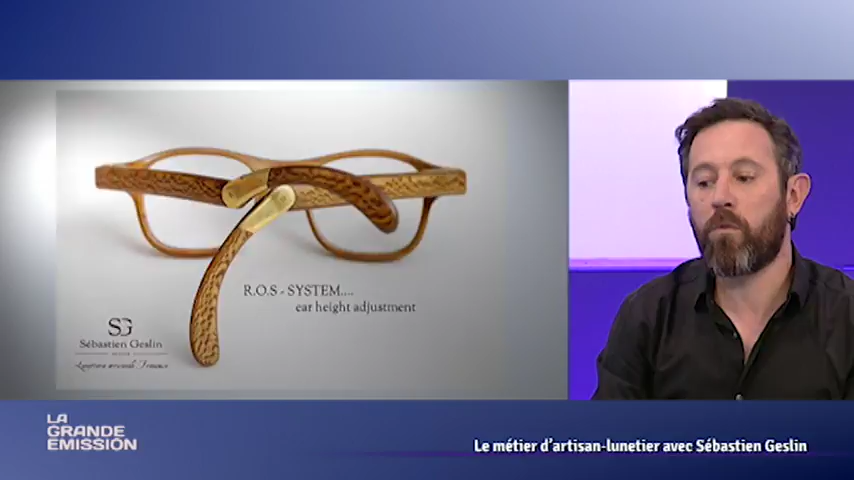 R.O.S - SYSTEM....
ear height adjustment
SG
Sébastien Geslin
LA
GRANDE
EMISSION
Le métier d'artisan-lunetier avec Sébastien Geslin